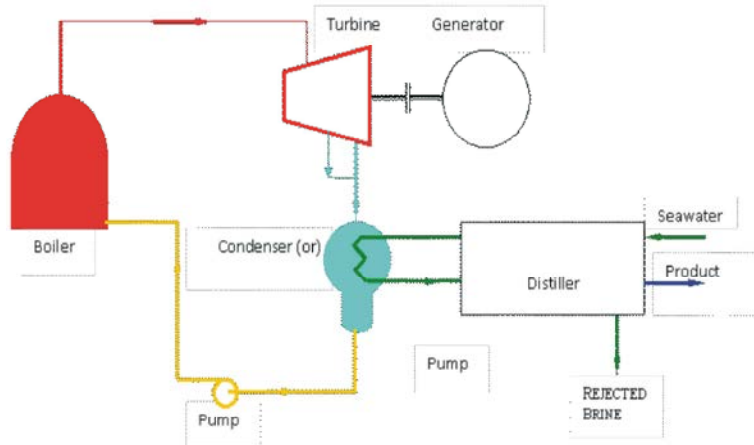 Turbine
Generator
Boiler
Condenser (or)
Seawater
Product
Distiller
Pump
Pump
REJECTED
BRINE